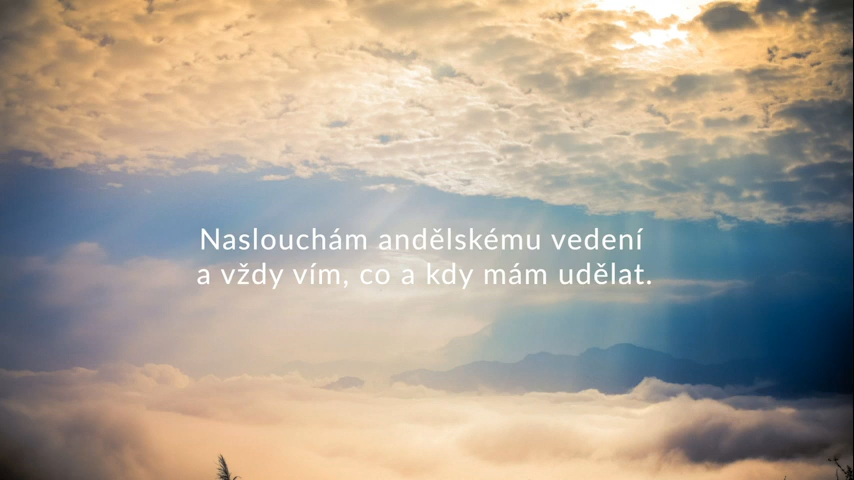 Naslouchám andělskému vedení
a vždy vím, co a kdy mám udělat.